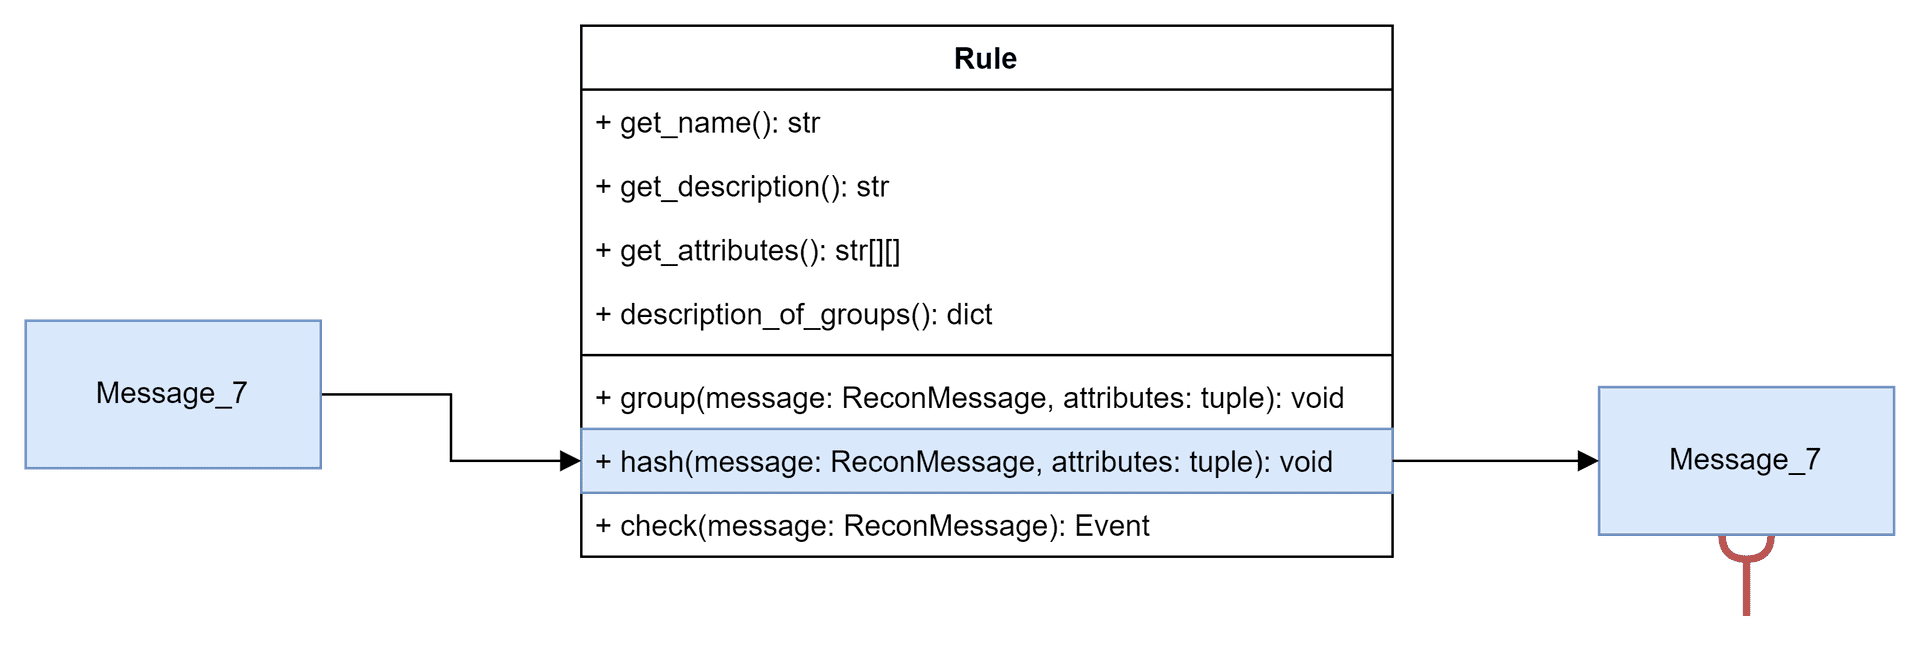 Rule
+ get_name(): str
+ get_description(): str
+ get_attributes(): str[][]
+ description_of_groups(): dict
Message_7
+ group(message: ReconMessage, attributes: tuple): void
+ hash(message: ReconMessage, attributes: tuple): void
Message_7
+ check(message: ReconMessage): Event